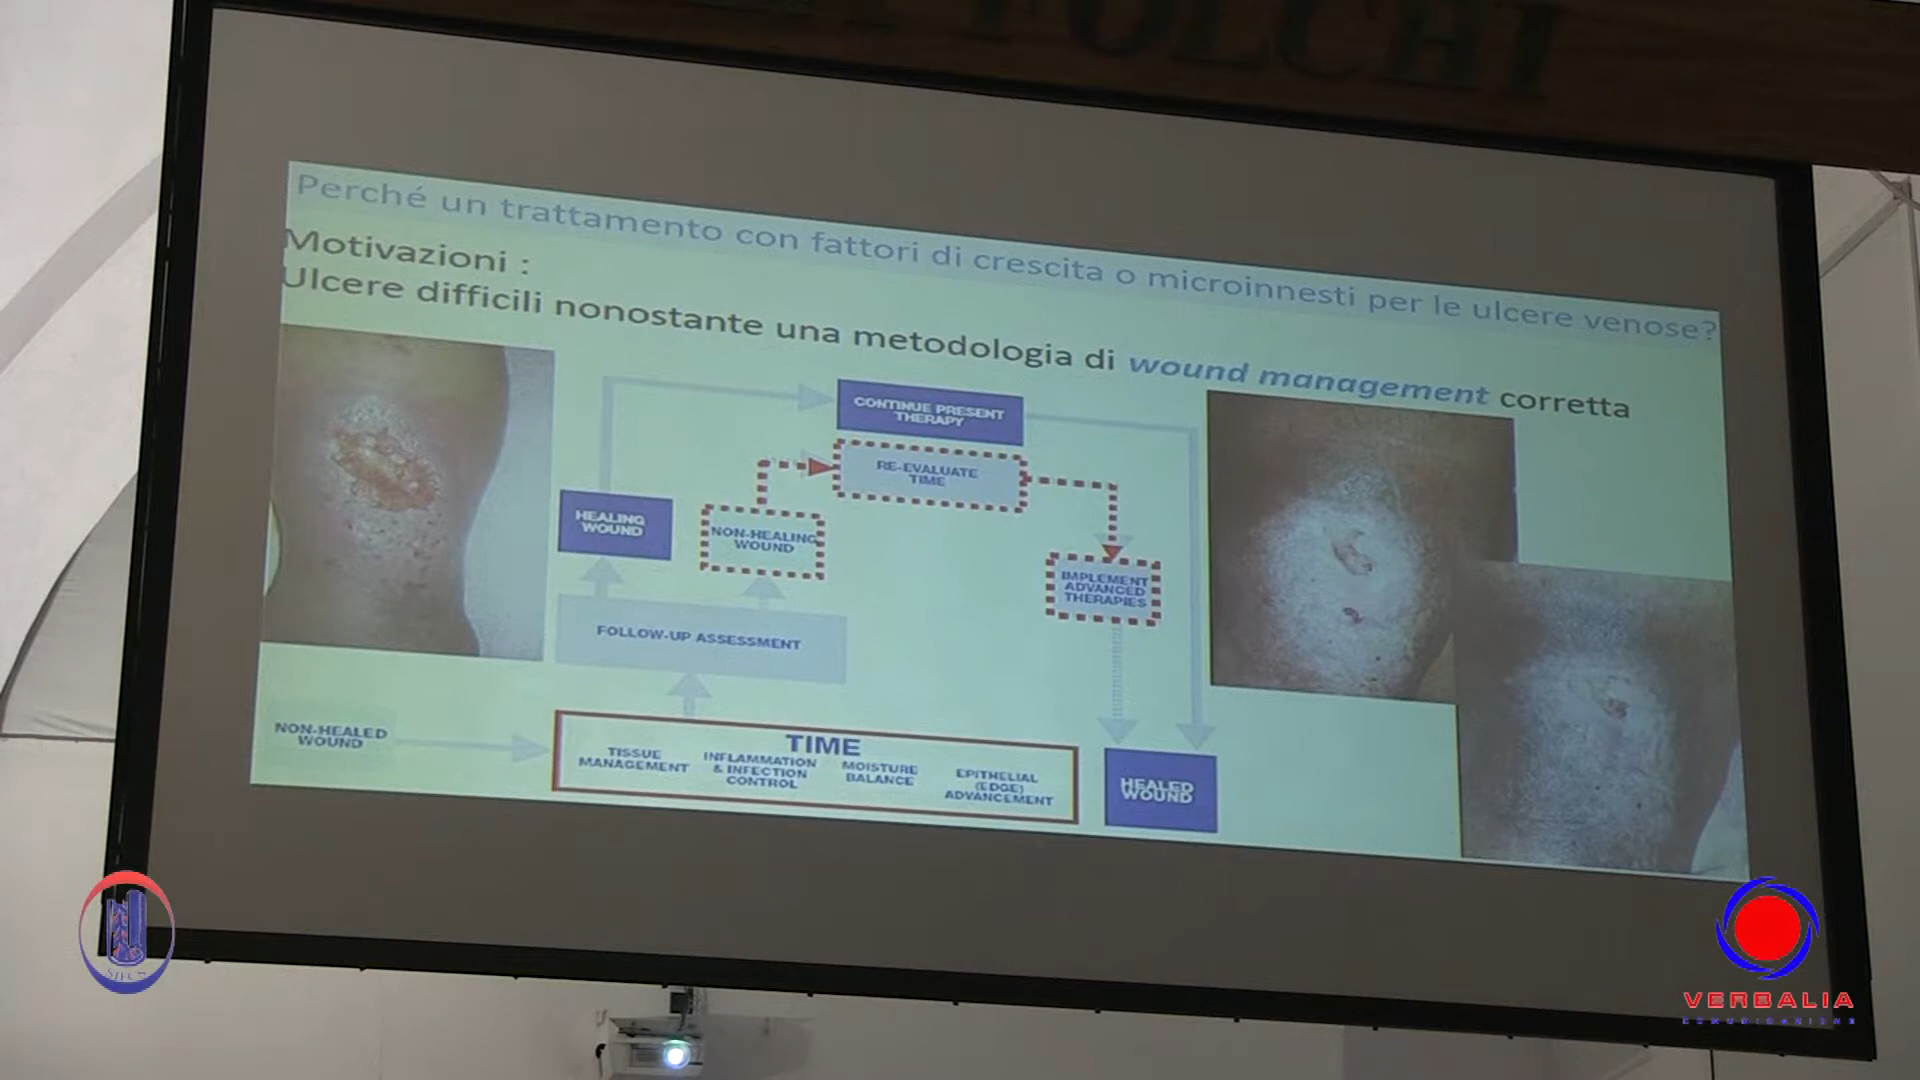 FOLCHI
Perché un trattamento con fattori di crescita o microinnesti per le ulcere venose?
Motivazioni :
Ulcere difficili nonostante una metodologia di wound management corretta
CONTINUE PRESENT
THERAPY
RE-EVALUATE
TIME
HEALING
WOUND
NON-HEALING
WOUND
IMPLEMENT
ADVANCED
THERAPIES
FOLLOW-UP ASSESSMENT
NON-HEALED
WOUND
TIME
TISSUE
MANAGEMENT
INFLAMMATION
& INFECTION
CONTROL
MOISTURE
BALANCE
EPITHELIAL
(EDGE)
ADVANCEMENT
HEALED
WOUND
VERBALIA
COMUNICAZIONE